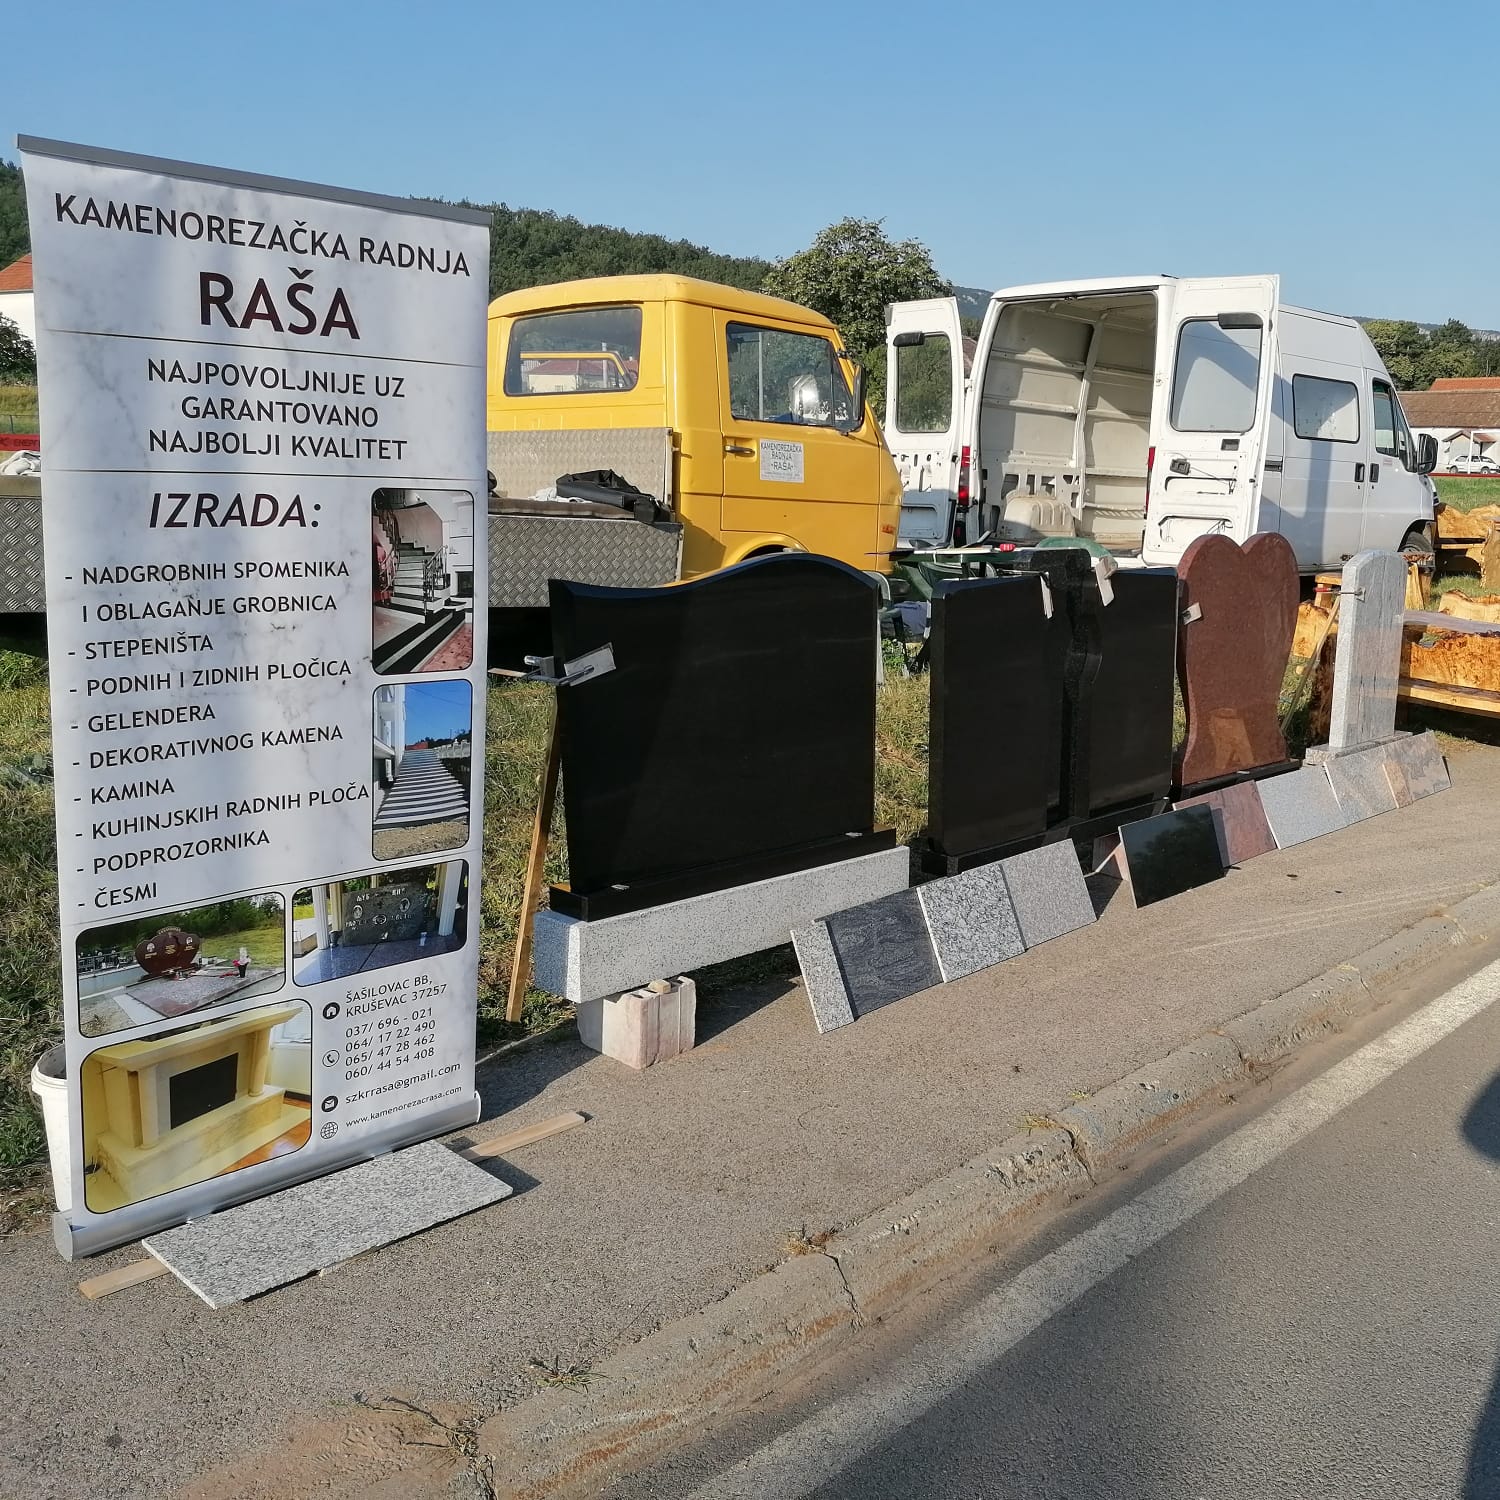 KAMENOREZAČKA RADNJA
RAŠA
NAJPOVOLJNIJE UZ
GARANTOVANO
NAJBOLJI KVALITET
IZRADA:
- NADGROBNIH SPOMENIKA
I OBLAGANJE GROBNICA
- STEPENIŠTA
- PODNIH I ZIDNIH PLOČICA
- GELENDERA
- DEKORATIVNOG KAMENA
- KAMINA
- KUHINJSKIH RADNIH PLOČA
- PODPROZORNIKA
- ČESMI
ŠAŠILOVAC BB,
KRUŠEVAC 37257
037/ 696 - 021
064/ 17 22 490
065/ 47 28 462
060/ 44 54 408
szkrrasa@gmail.com
www.kamenorezacrasa.com
KAMENOREZAČKA
RADNJA
-RAŠA-